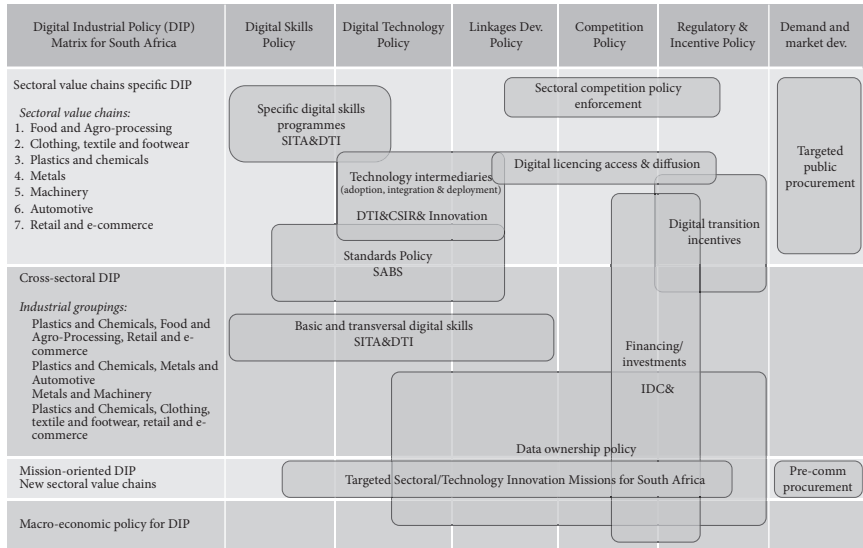 Digital Industrial Policy (DIP)
Matrix for South Africa
Digital Skills
Policy
Digital Technology
Policy
Linkages Dev.
Policy
Competition
Policy
Regulatory &
Incentive Policy
Demand and
market dev.
Sectoral value chains specific DIP
Sectoral value chains:
1. Food and Agro-processing
2. Clothing, textile and footwear
3. Plastics and chemicals
4. Metals
5. Machinery
6. Automotive
7. Retail and e-commerce
Specific digital skills
programmes
SITA&DTI
Sectoral competition policy
enforcement
Technology intermediaries
(adoption, integration & deployment)
DTI&CSIR& Innovation
Digital licencing access & diffusion
Digital transition
incentives
Targeted
public
procurement
Standards Policy
SABS
Cross-sectoral DIP
Industrial groupings:
Plastics and Chemicals, Food and
Agro-Processing, Retail and e-
commerce
Plastics and Chemicals, Metals and
Automotive
Metals and Machinery
Plastics and Chemicals, Clothing,
textile and footwear, retail and e-
commerce
Basic and transversal digital skills
SITA&DTI
Financing/
investments
IDC&
Data ownership policy
Mission-oriented DIP
New sectoral value chains
Targeted Sectoral/Technology Innovation Missions for South Africa
Pre-comm
procurement
Macro-economic policy for DIP